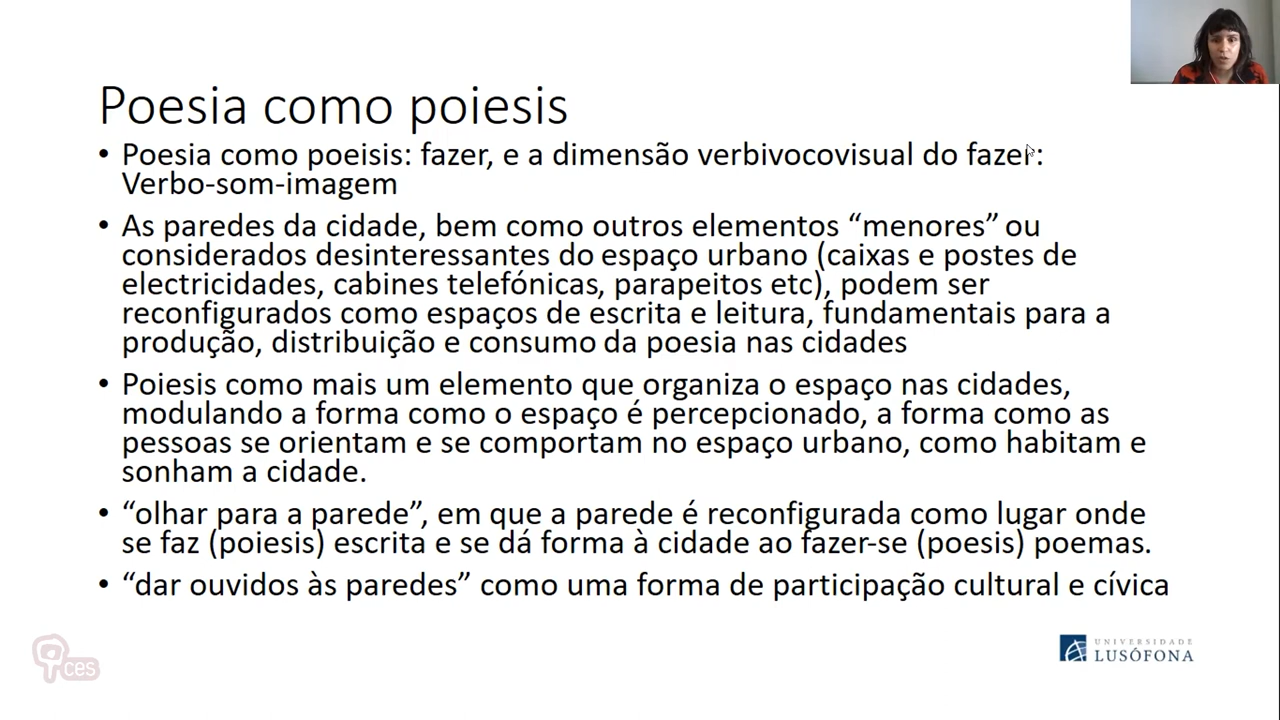 Poesia como poiesis
• Poesia como poeisis: fazer, e a dimensão verbivocovisual do fazer:
Verbo-som-imagem
• As paredes da cidade, bem como outros elementos “menores” ou
considerados desinteressantes do espaço urbano (caixas e postes de
electricidades, cabines telefónicas, parapeitos etc), podem ser
reconfigurados como espaços de escrita e leitura, fundamentais para a
produção, distribuição e consumo da poesia nas cidades
• Poiesis como mais um elemento que organiza o espaço nas cidades,
modulando a forma como o espaço é percepcionado, a forma como as
pessoas se orientam e se comportam no espaço urbano, como habitam e
sonham a cidade.
• “olhar para a parede”, em que a parede é reconfigurada como lugar onde
se faz (poiesis) escrita e se dá forma à cidade ao fazer-se (poesis) poemas.
• “dar ouvidos às paredes” como uma forma de participação cultural e cívica
ces
UNIVERSIDADE
LUSÓFONA